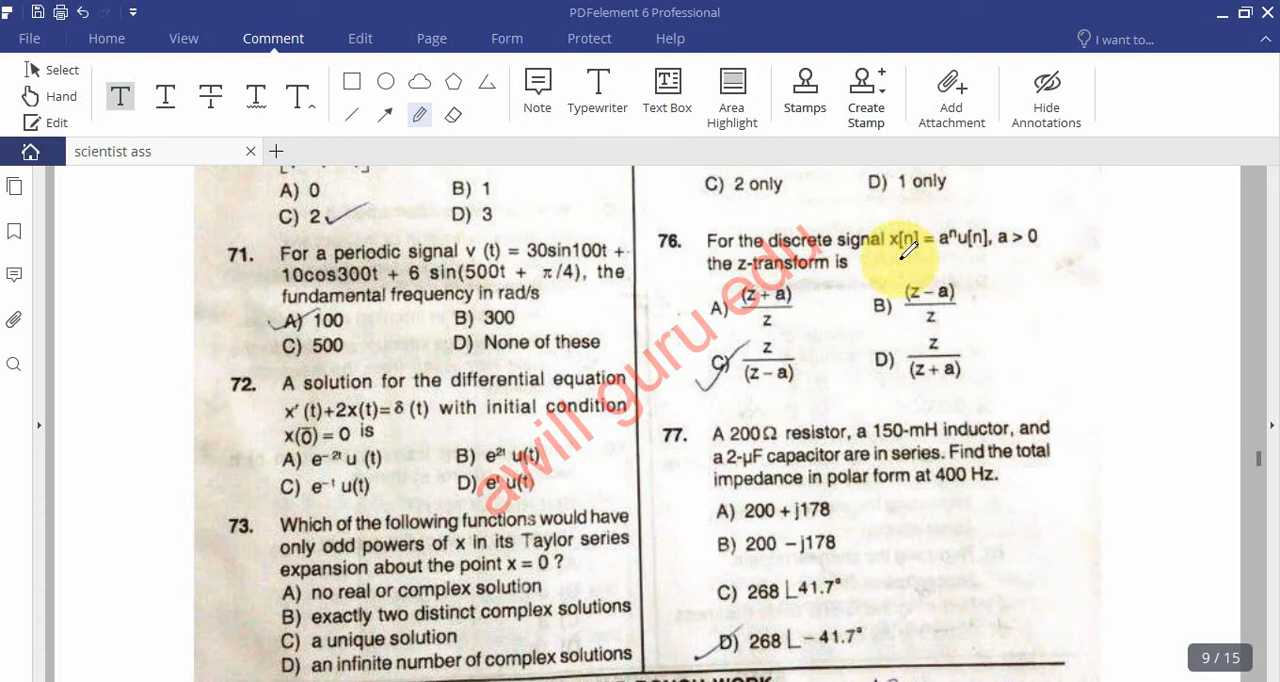 PDFelement 6 Professional
File Home View Comment Edit Page Form Protect Help I want to...
Select
Hand
Edit
Note Typewriter Text Box Area Highlight Stamps Create Stamp Add Attachment Hide Annotations
scientist ass
A) 0 B) 1
C) 2 D) 3
71. For a periodic signal v (t) = 30sin100t +
10cos300t + 6 sin(500t + π/4), the
fundamental frequency in rad/s
A) 100 B) 300
C) 500 D) None of these
72. A solution for the differential equation
x′(t)+2x(t)= δ (t) with initial condition
x(0̄) = 0 is
A) e⁻²ᵗ u (t) B) e²ᵗ u(t)
C) e⁻ᵗ u(t) D) eᵗ u(t)
73. Which of the following functions would have
only odd powers of x in its Taylor series
expansion about the point x = 0 ?
A) no real or complex solution
B) exactly two distinct complex solutions
C) a unique solution
D) an infinite number of complex solutions
C) 2 only D) 1 only
76. For the discrete signal x[n] = aⁿu[n], a > 0
the z-transform is
A) (z + a) / z B) (z – a) / z
C) z / (z – a) D) z / (z + a)
77. A 200Ω resistor, a 150-mH inductor, and
a 2-μF capacitor are in series. Find the total
impedance in polar form at 400 Hz.
A) 200 + j178
B) 200 – j178
C) 268 ∟41.7°
D) 268 ∟– 41.7°
awill guru edu
9 / 15